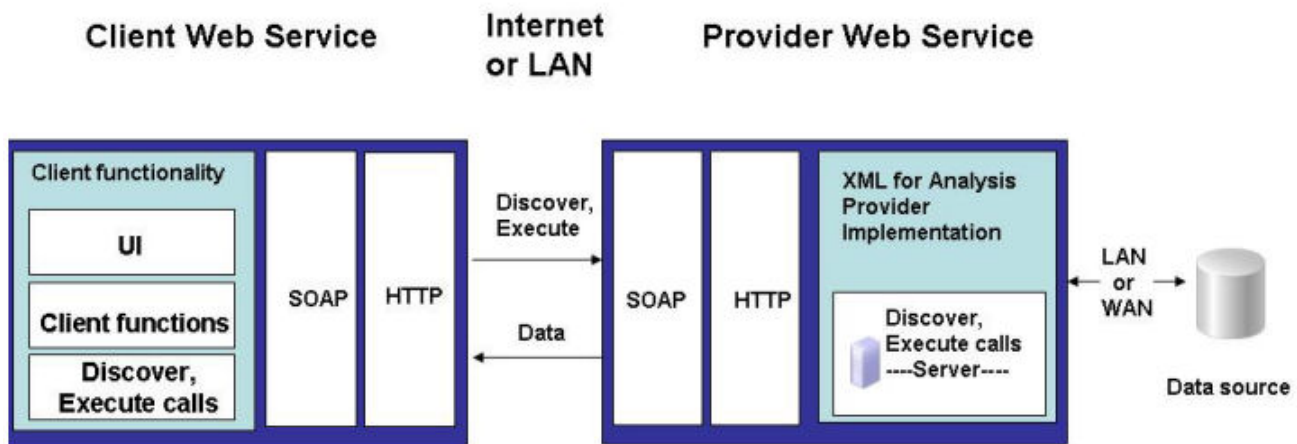 Client Web Service
Internet
or LAN
Provider Web Service
Client functionality
UI
Client functions
Discover,
Execute calls
SOAP
HTTP
Discover,
Execute
Data
SOAP
HTTP
XML for Analysis
Provider
Implementation
Discover,
Execute calls
----Server----
LAN
or
WAN
Data source